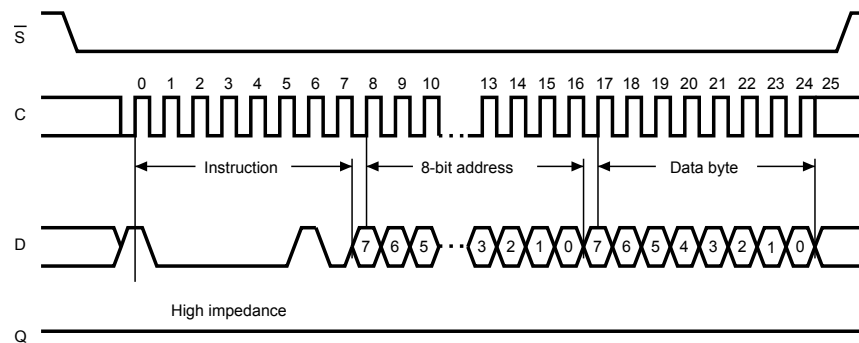 S
0 1 2 3 4 5 6 7 8 9 10 13 14 15 16 17 18 19 20 21 22 23 24 25
C
Instruction 8-bit address Data byte
D
7 6 5 3 2 1 0 7 6 5 4 3 2 1 0
High impedance
Q